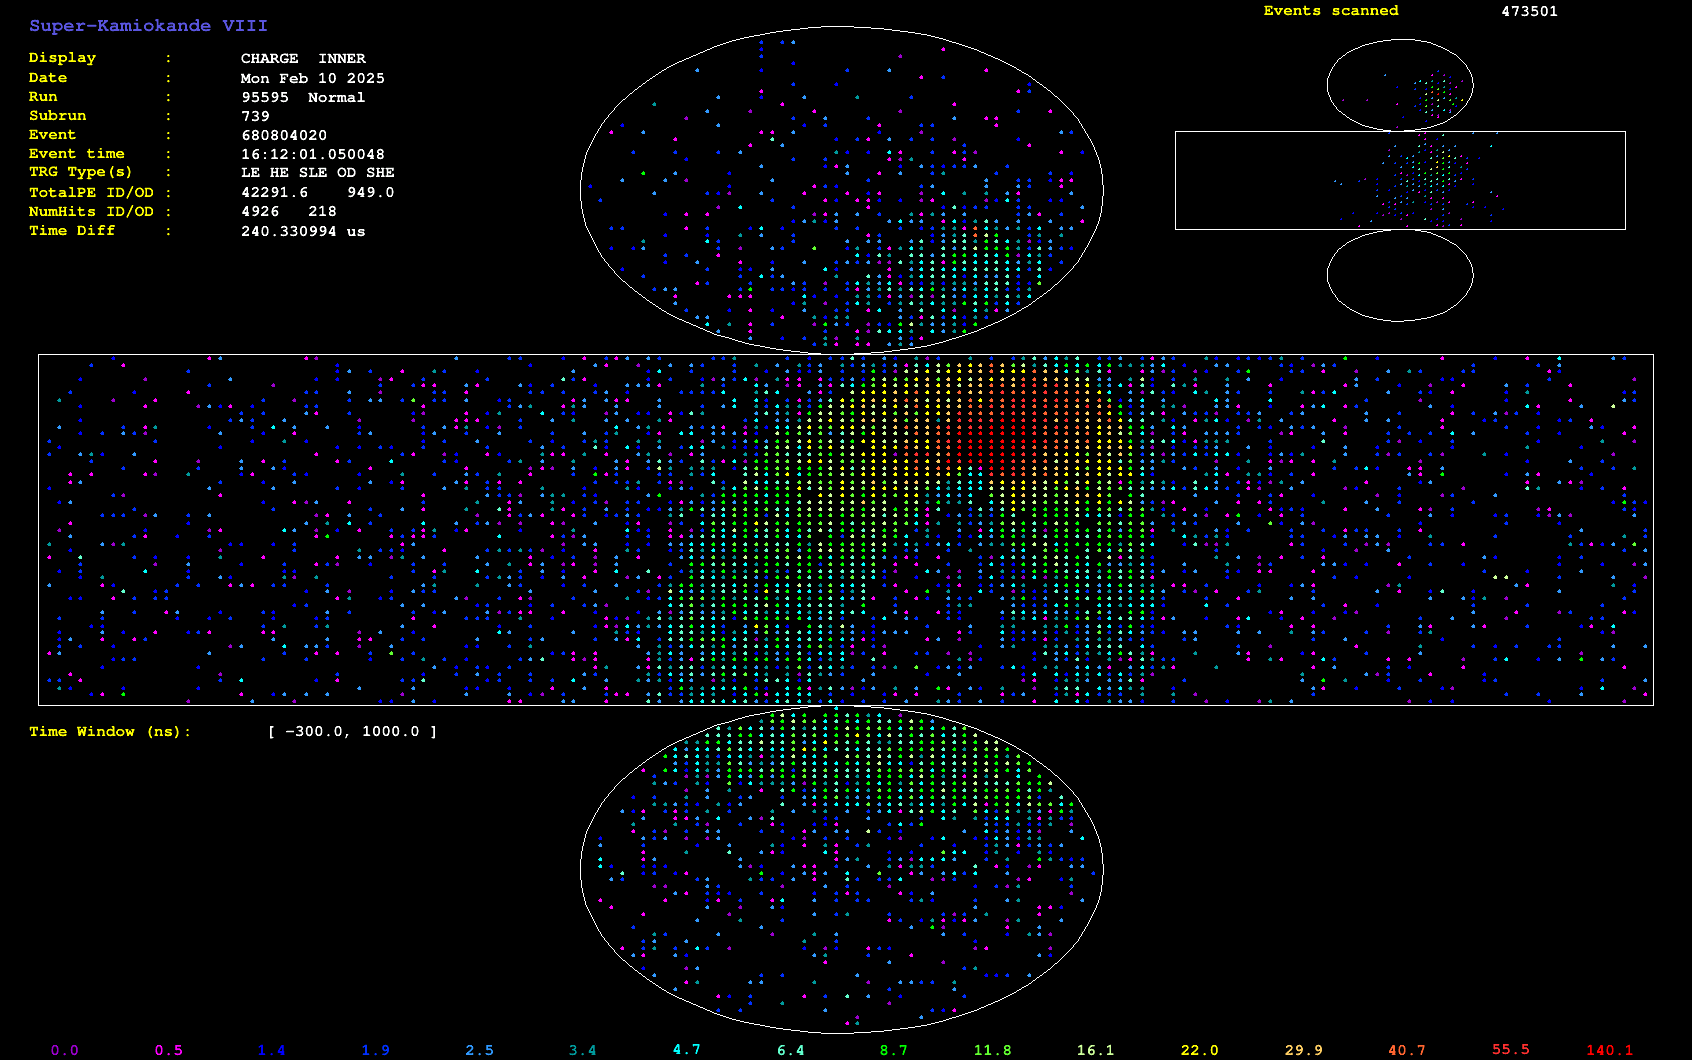 Super-Kamiokande VIII
Display : CHARGE INNER
Date : Mon Feb 10 2025
Run : 95595 Normal
Subrun : 739
Event : 680804020
Event time : 16:12:01.050048
TRG Type(s) : LE HE SLE OD SHE
TotalPE ID/OD : 42291.6 949.0
NumHits ID/OD : 4926 218
Time Diff : 240.330994 us
Events scanned 473501
Time Window (ns): [ -300.0, 1000.0 ]
0.0 0.5 1.4 1.9 2.5 3.4 4.7 6.4 8.7 11.8 16.1 22.0 29.9 40.7 55.5 140.1